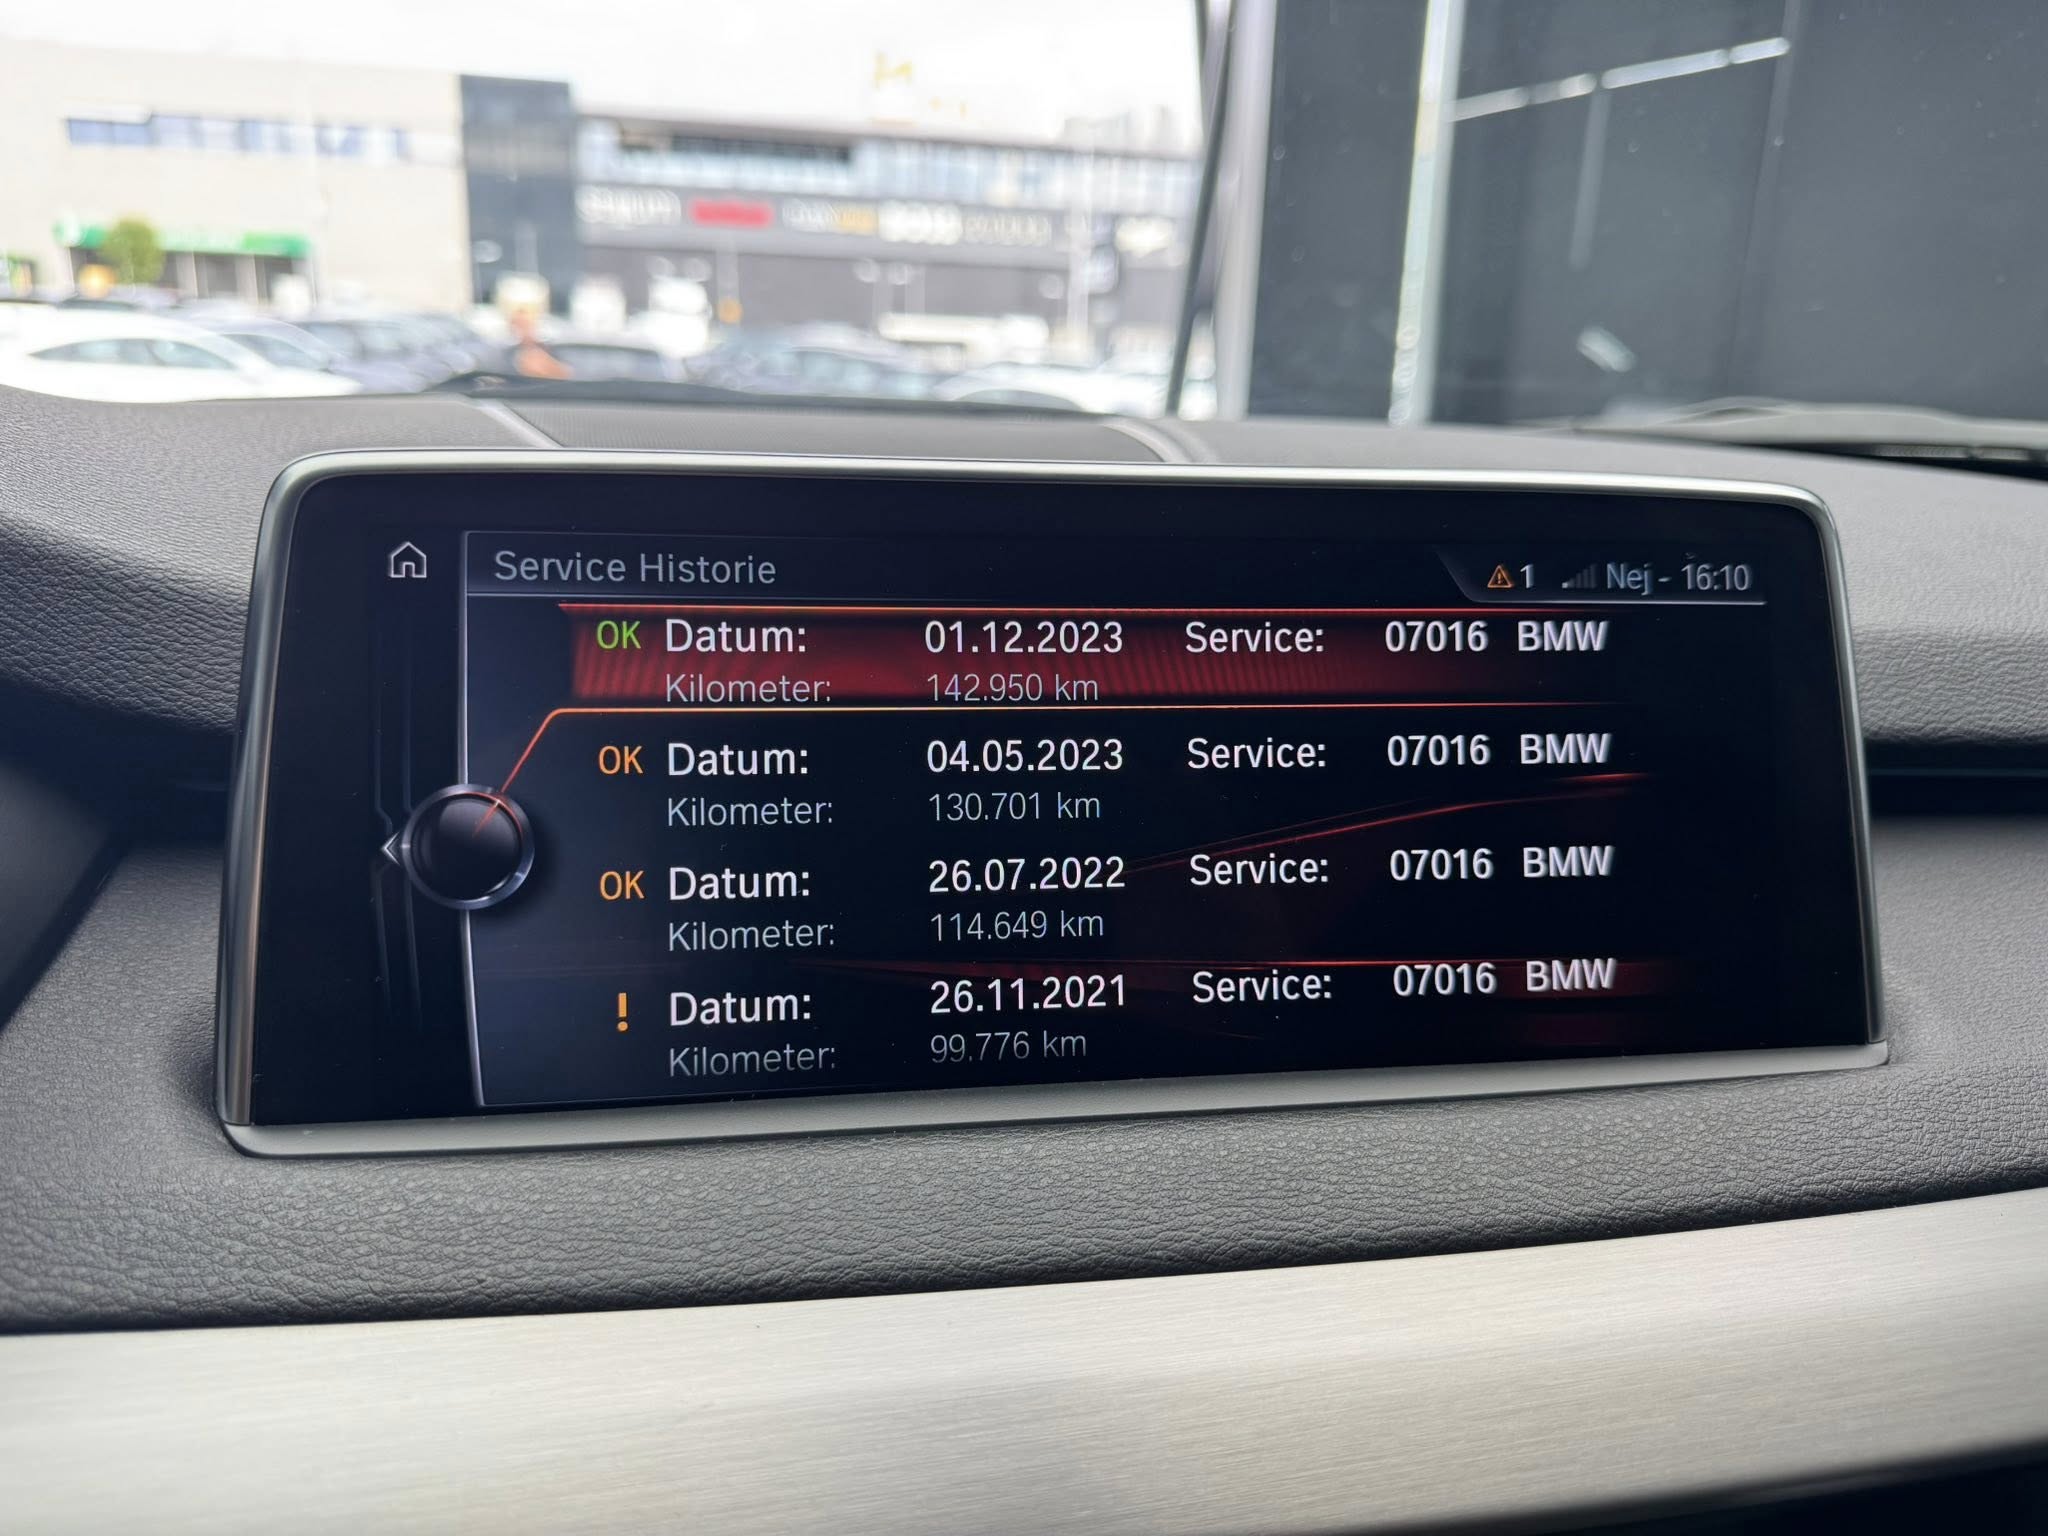 Service Historie
1 Nej - 16:10
OK Datum: 01.12.2023 Service: 07016 BMW
Kilometer: 142.950 km
OK Datum: 04.05.2023 Service: 07016 BMW
Kilometer: 130.701 km
OK Datum: 26.07.2022 Service: 07016 BMW
Kilometer: 114.649 km
! Datum: 26.11.2021 Service: 07016 BMW
Kilometer: 99.776 km